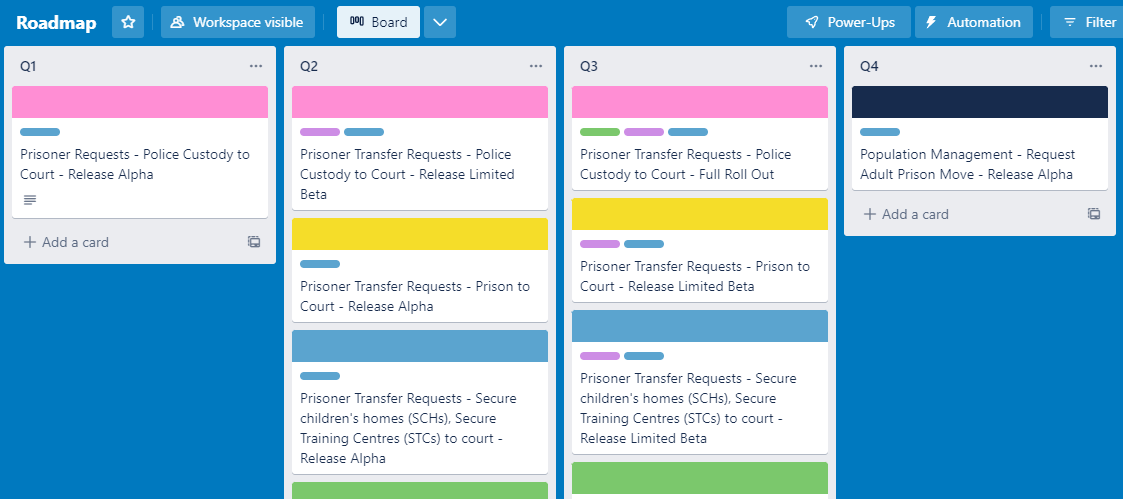 Roadmap
Workspace visible
Board
Power-Ups
Automation
Filter
Q1
Prisoner Requests - Police Custody to
Court - Release Alpha
Add a card
Q2
Prisoner Transfer Requests - Police
Custody to Court - Release Limited
Beta
Prisoner Transfer Requests - Prison to
Court - Release Alpha
Prisoner Transfer Requests - Secure
children's homes (SCHs), Secure
Training Centres (STCs) to court -
Release Alpha
Q3
Prisoner Transfer Requests - Police
Custody to Court - Full Roll Out
Prisoner Transfer Requests - Prison to
Court - Release Limited Beta
Prisoner Transfer Requests - Secure
children's homes (SCHs), Secure
Training Centres (STCs) to court -
Release Limited Beta
Q4
Population Management - Request
Adult Prison Move - Release Alpha
Add a card